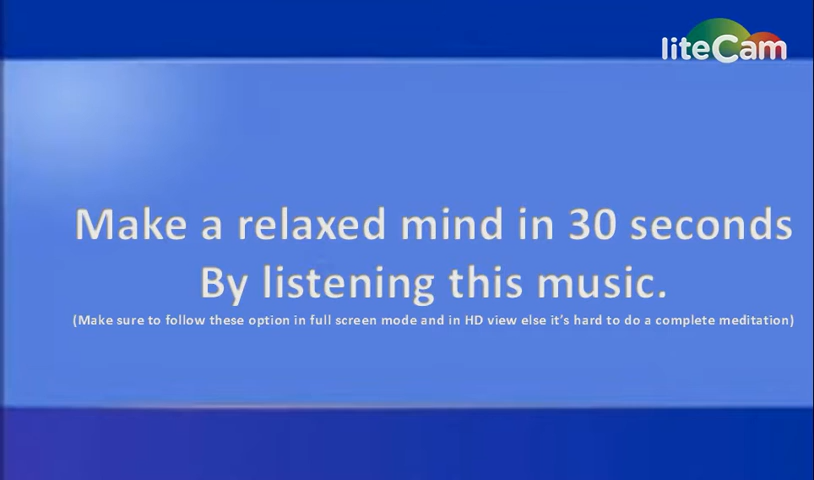 liteCam
Make a relaxed mind in 30 seconds
By listening this music.
(Make sure to follow these option in full screen mode and in HD view else it's hard to do a complete meditation)